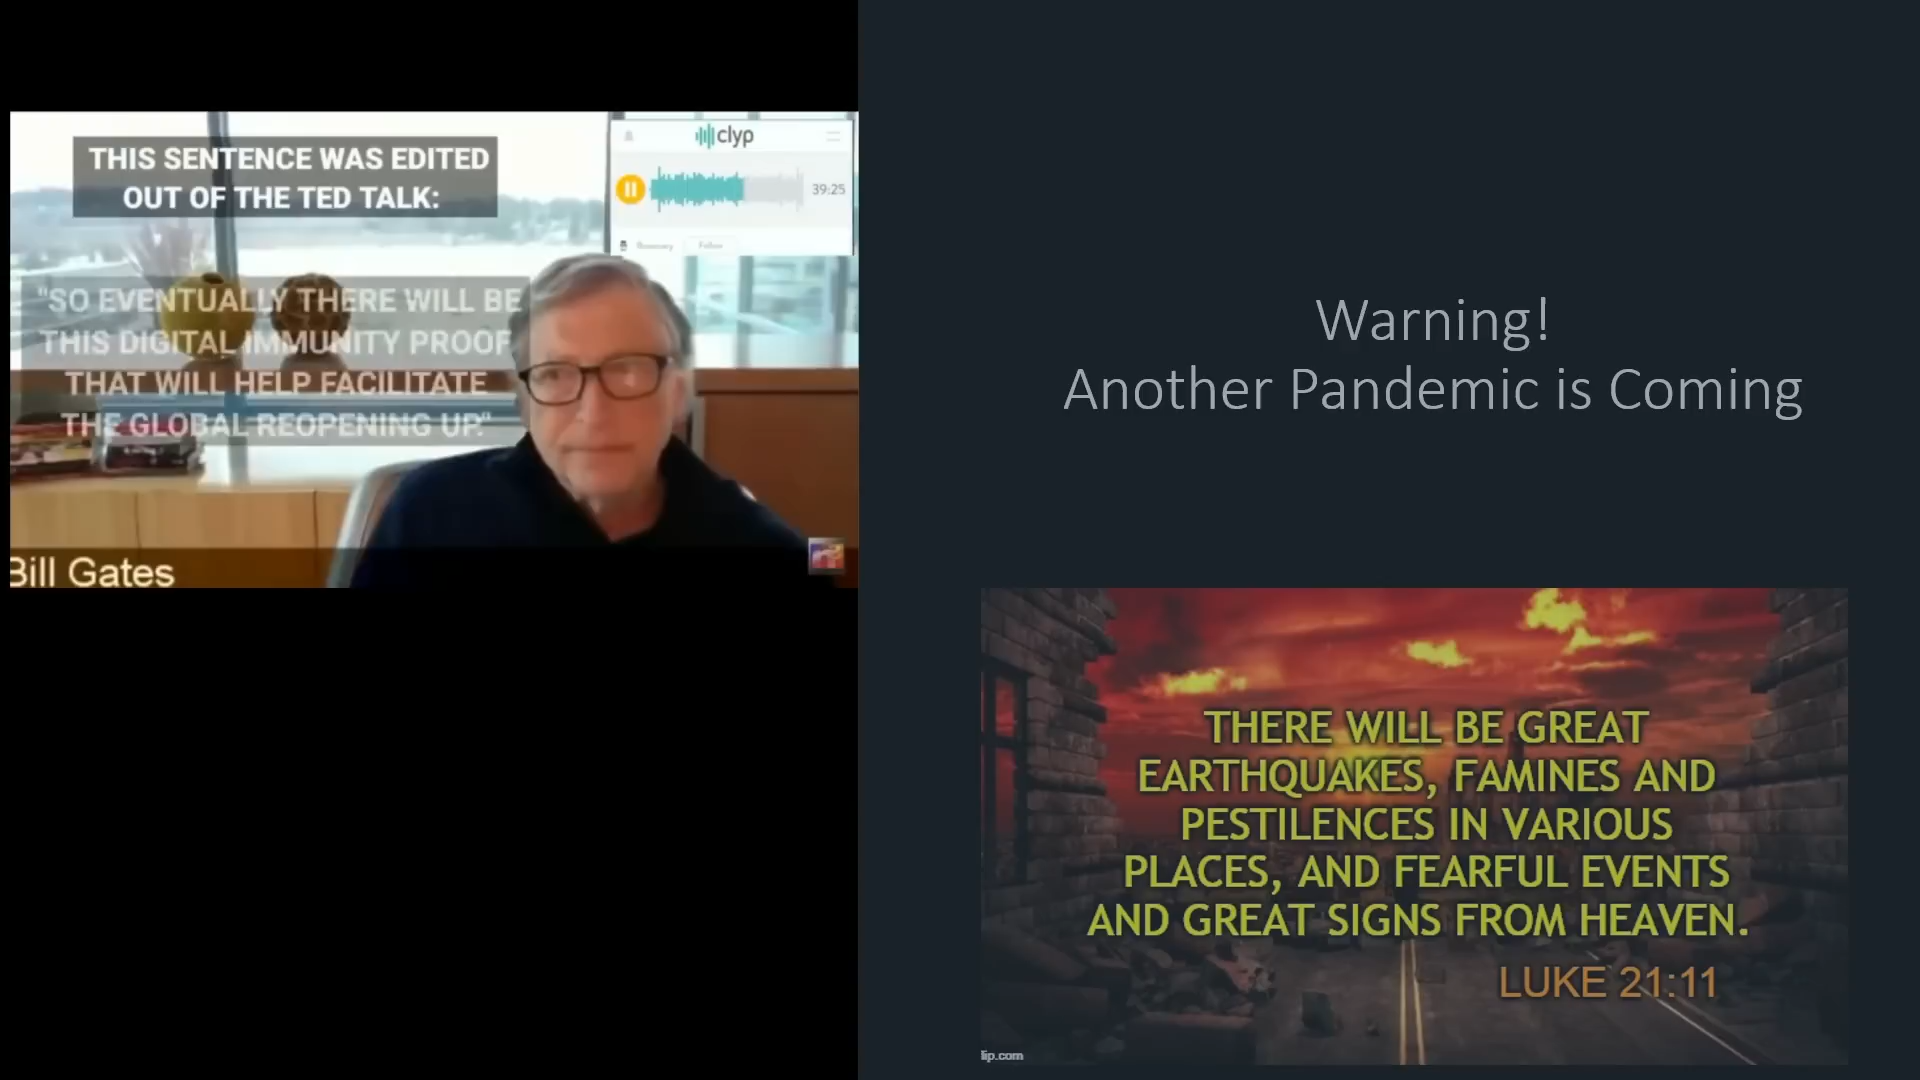 THIS SENTENCE WAS EDITED
OUT OF THE TED TALK:
clyp
39:25
Follow
"SO EVENTUALLY THERE WILL BE
THIS DIGITAL IMMUNITY PROOF
THAT WILL HELP FACILITATE
THE GLOBAL REOPENING UP."
Bill Gates
Warning!
Another Pandemic is Coming
THERE WILL BE GREAT
EARTHQUAKES, FAMINES AND
PESTILENCES IN VARIOUS
PLACES, AND FEARFUL EVENTS
AND GREAT SIGNS FROM HEAVEN.
LUKE 21:11